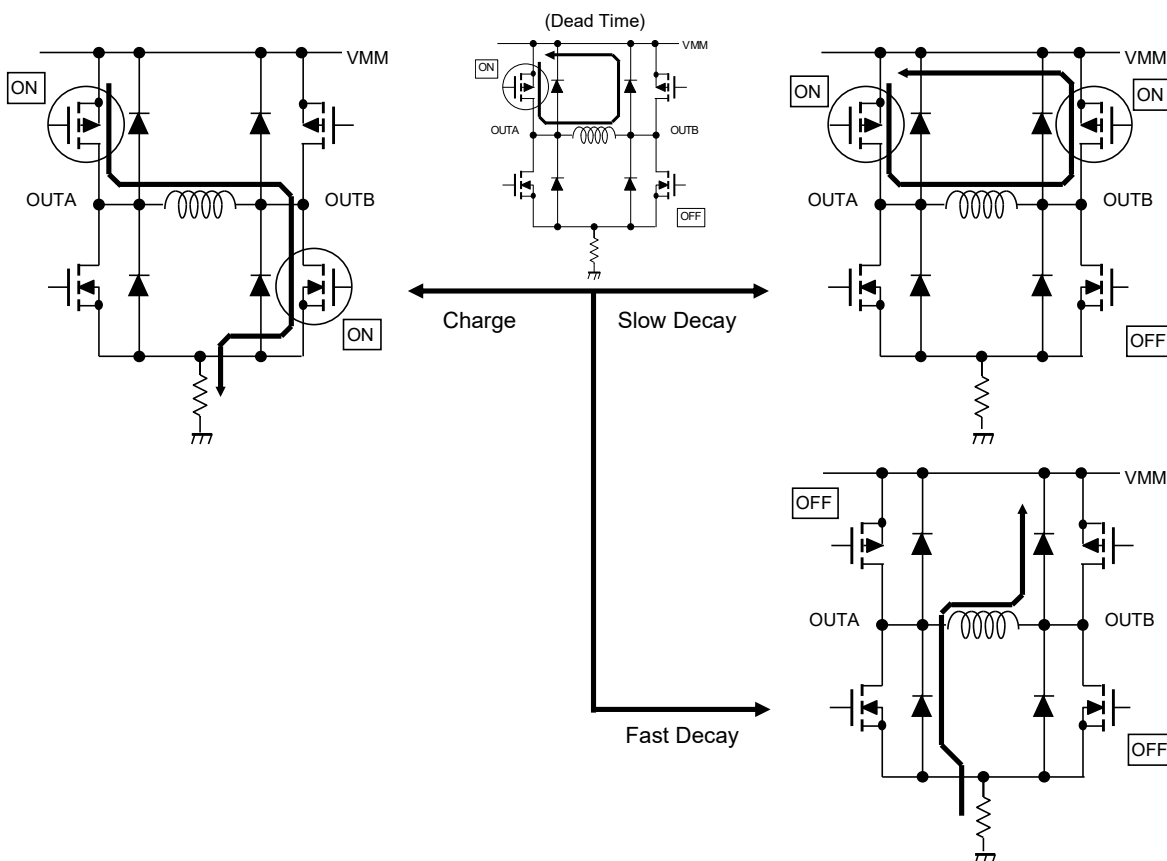 (Dead Time)
VMM
ON
OUTA
OUTB
OFF
VMM
ON
OUTA
OUTB
ON
VMM
ON
ON
OUTA
OUTB
OFF
Charge
Slow Decay
VMM
OFF
OUTA
OUTB
OFF
Fast Decay